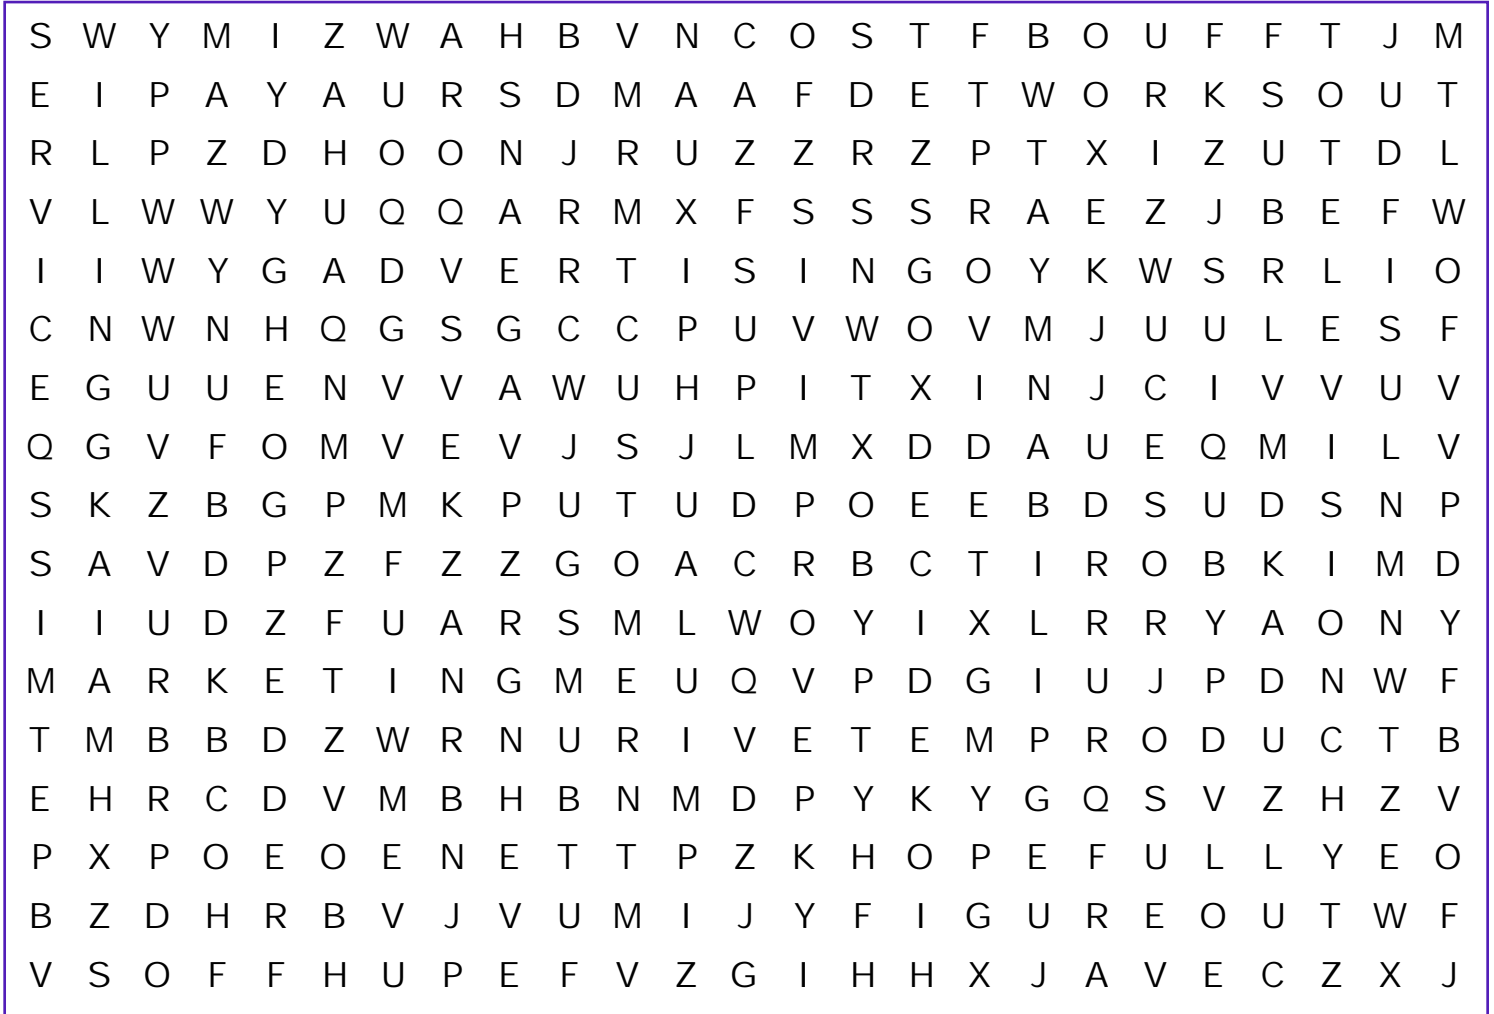 S W Y M I Z W A H B V N C O S T F B O U F F T J M
E I P A Y A U R S D M A A F D E T W O R K S O U T
R L P Z D H O O N J R U Z Z R Z P T X I Z U T D L
V L W W Y U Q Q A R M X F S S S R A E Z J B E F W
I I W Y G A D V E R T I S I N G O Y K W S R L I O
C N W N H Q G S G C C P U V W O V M J U U L E S F
E G U U E N V V A W U H P I T X I N J C I V V U V
Q G V F O M V E V J S J L M X D D A U E Q M I L V
S K Z B G P M K P U T U D P O E E B D S U D S N P
S A V D P Z F Z Z G O A C R B C T I R O B K I M D
I I U D Z F U A R S M L W O Y I X L R R Y A O N Y
M A R K E T I N G M E U Q V P D G I U J P D N W F
T M B B D Z W R N U R I V E T E M P R O D U C T B
E H R C D V M B H B N M D P Y K Y G Q S V Z H Z V
P X P O E O E N E T T P Z K H O P E F U L L Y E O
B Z D H R B V J V U M I J Y F I G U R E O U T W F
V S O F F H U P E F V Z G I H H X J A V E C Z X J